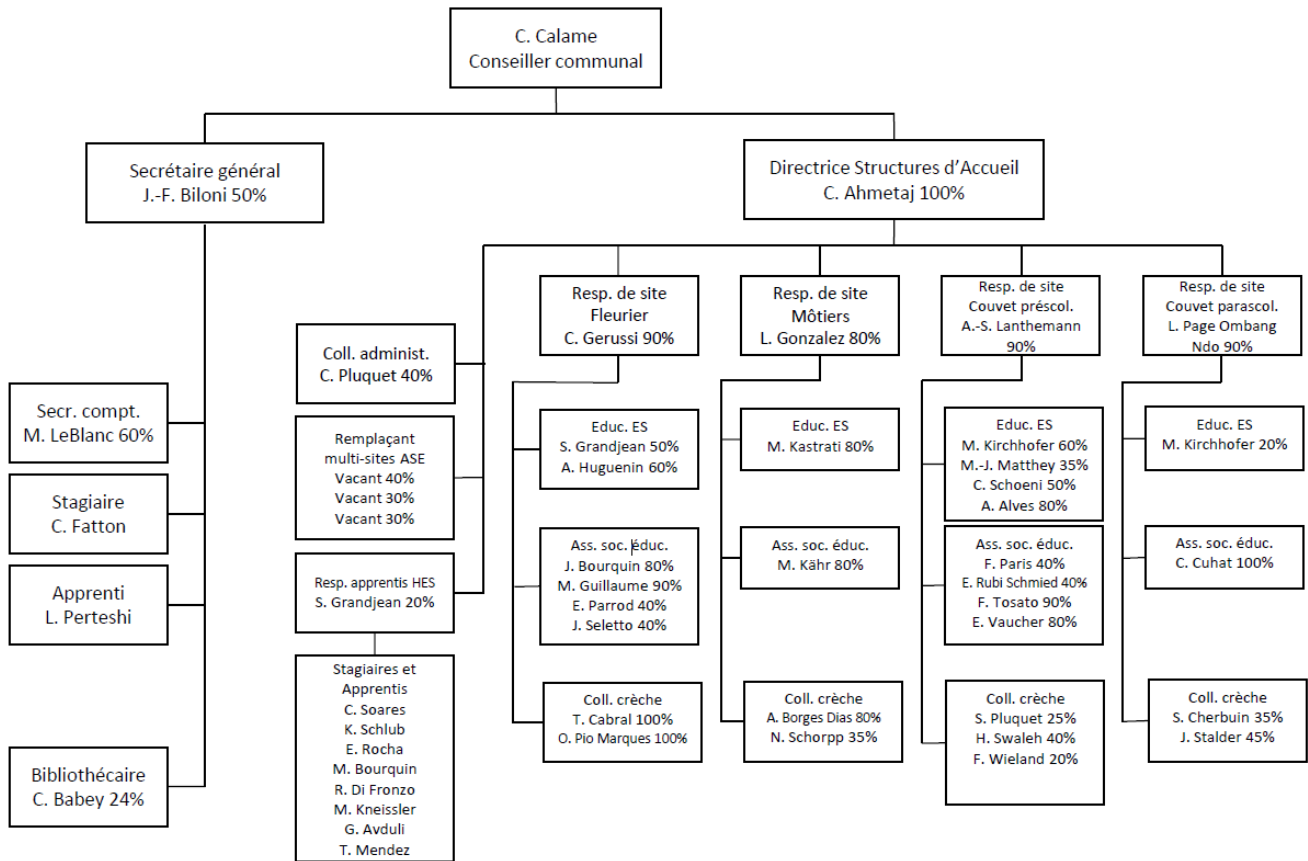 C. Calame
Conseiller communal
Secrétaire général
J.-F. Biloni 50%
Directrice Structures d'Accueil
C. Ahmetaj 100%
Secr. compt.
M. LeBlanc 60%
Stagiaire
C. Fatton
Apprenti
L. Perteshi
Bibliothécaire
C. Babey 24%
Coll. administ.
C. Pluquet 40%
Remplaçant
multi-sites ASE
Vacant 40%
Vacant 30%
Vacant 30%
Resp. apprentis HES
S. Grandjean 20%
Stagiaires et
Apprentis
C. Soares
K. Schlub
E. Rocha
M. Bourquin
R. Di Fronzo
M. Kneissler
G. Avduli
T. Mendez
Resp. de site
Fleurier
C. Gerussi 90%
Educ. ES
S. Grandjean 50%
A. Huguenin 60%
Ass. soc. éduc.
J. Bourquin 80%
M. Guillaume 90%
E. Parrod 40%
J. Seletto 40%
Coll. crèche
T. Cabral 100%
O. Pio Marques 100%
Resp. de site
Môtiers
L. Gonzalez 80%
Educ. ES
M. Kastrati 80%
Ass. soc. éduc.
M. Kähr 80%
Coll. crèche
A. Borges Dias 80%
N. Schorpp 35%
Resp. de site
Couvet préscol.
A.-S. Lanthemann
90%
Educ. ES
M. Kirchhofer 60%
M.-J. Matthey 35%
C. Schoeni 50%
A. Alves 80%
Ass. soc. éduc.
F. Paris 40%
E. Rubi Schmied 40%
F. Tosato 90%
E. Vaucher 80%
Coll. crèche
S. Pluquet 25%
H. Swaleh 40%
F. Wieland 20%
Resp. de site
Couvet parascol.
L. Page Ombang
Ndo 90%
Educ. ES
M. Kirchhofer 20%
Ass. soc. éduc.
C. Cuhat 100%
Coll. crèche
S. Cherbuin 35%
J. Stalder 45%